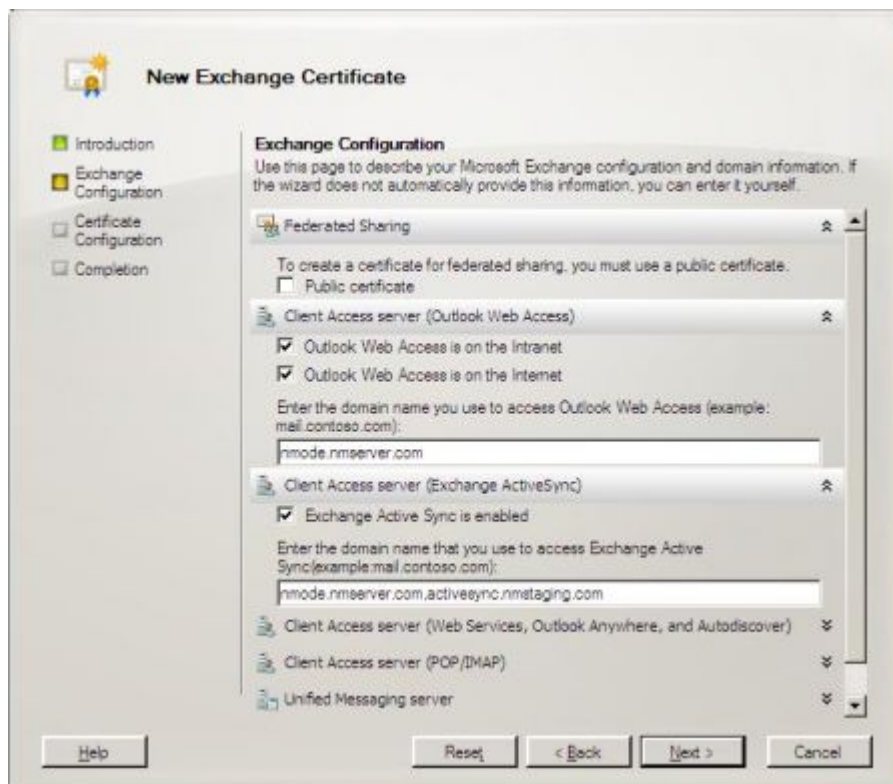 New Exchange Certificate
Introduction
Exchange
Configuration
Certificate
Configuration
Completion
Exchange Configuration
Use this page to describe your Microsoft Exchange configuration and domain information. If
the wizard does not automatically provide this information, you can enter it yourself.
Federated Sharing
To create a certificate for federated sharing, you must use a public certificate.
Public certificate
Client Access server (Outlook Web Access)
Outlook Web Access is on the Intranet
Outlook Web Access is on the Internet
Enter the domain name you use to access Outlook Web Access (example:
mail.contoso.com):
nmode.nmserver.com
Client Access server (Exchange ActiveSync)
Exchange Active Sync is enabled
Enter the domain name that you use to access Exchange Active
Sync(example:mail.contoso.com):
nmode.nmserver.com,activesync.nmstaging.com
Client Access server (Web Services, Outlook Anywhere, and Autodiscover)
Client Access server (POP/IMAP)
Unified Messaging server
Help
Reset
< Back
Next >
Cancel